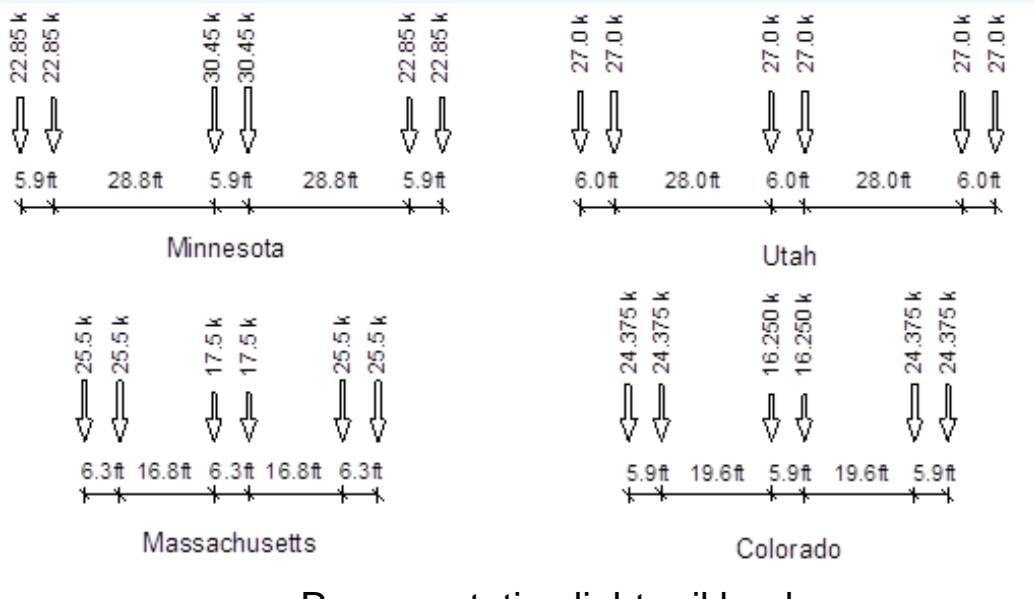 22.85 k 22.85 k 30.45 k 30.45 k 22.85 k 22.85 k
5.9ft 28.8ft 5.9ft 28.8ft 5.9ft
Minnesota
27.0 k 27.0 k 27.0 k 27.0 k 27.0 k 27.0 k
6.0ft 28.0ft 6.0ft 28.0ft 6.0ft
Utah
25.5 k 25.5 k 17.5 k 17.5 k 25.5 k 25.5 k
6.3ft 16.8ft 6.3ft 16.8ft 6.3ft
Massachusetts
24.375 k 24.375 k 16.250 k 16.250 k 24.375 k 24.375 k
5.9ft 19.6ft 5.9ft 19.6ft 5.9ft
Colorado